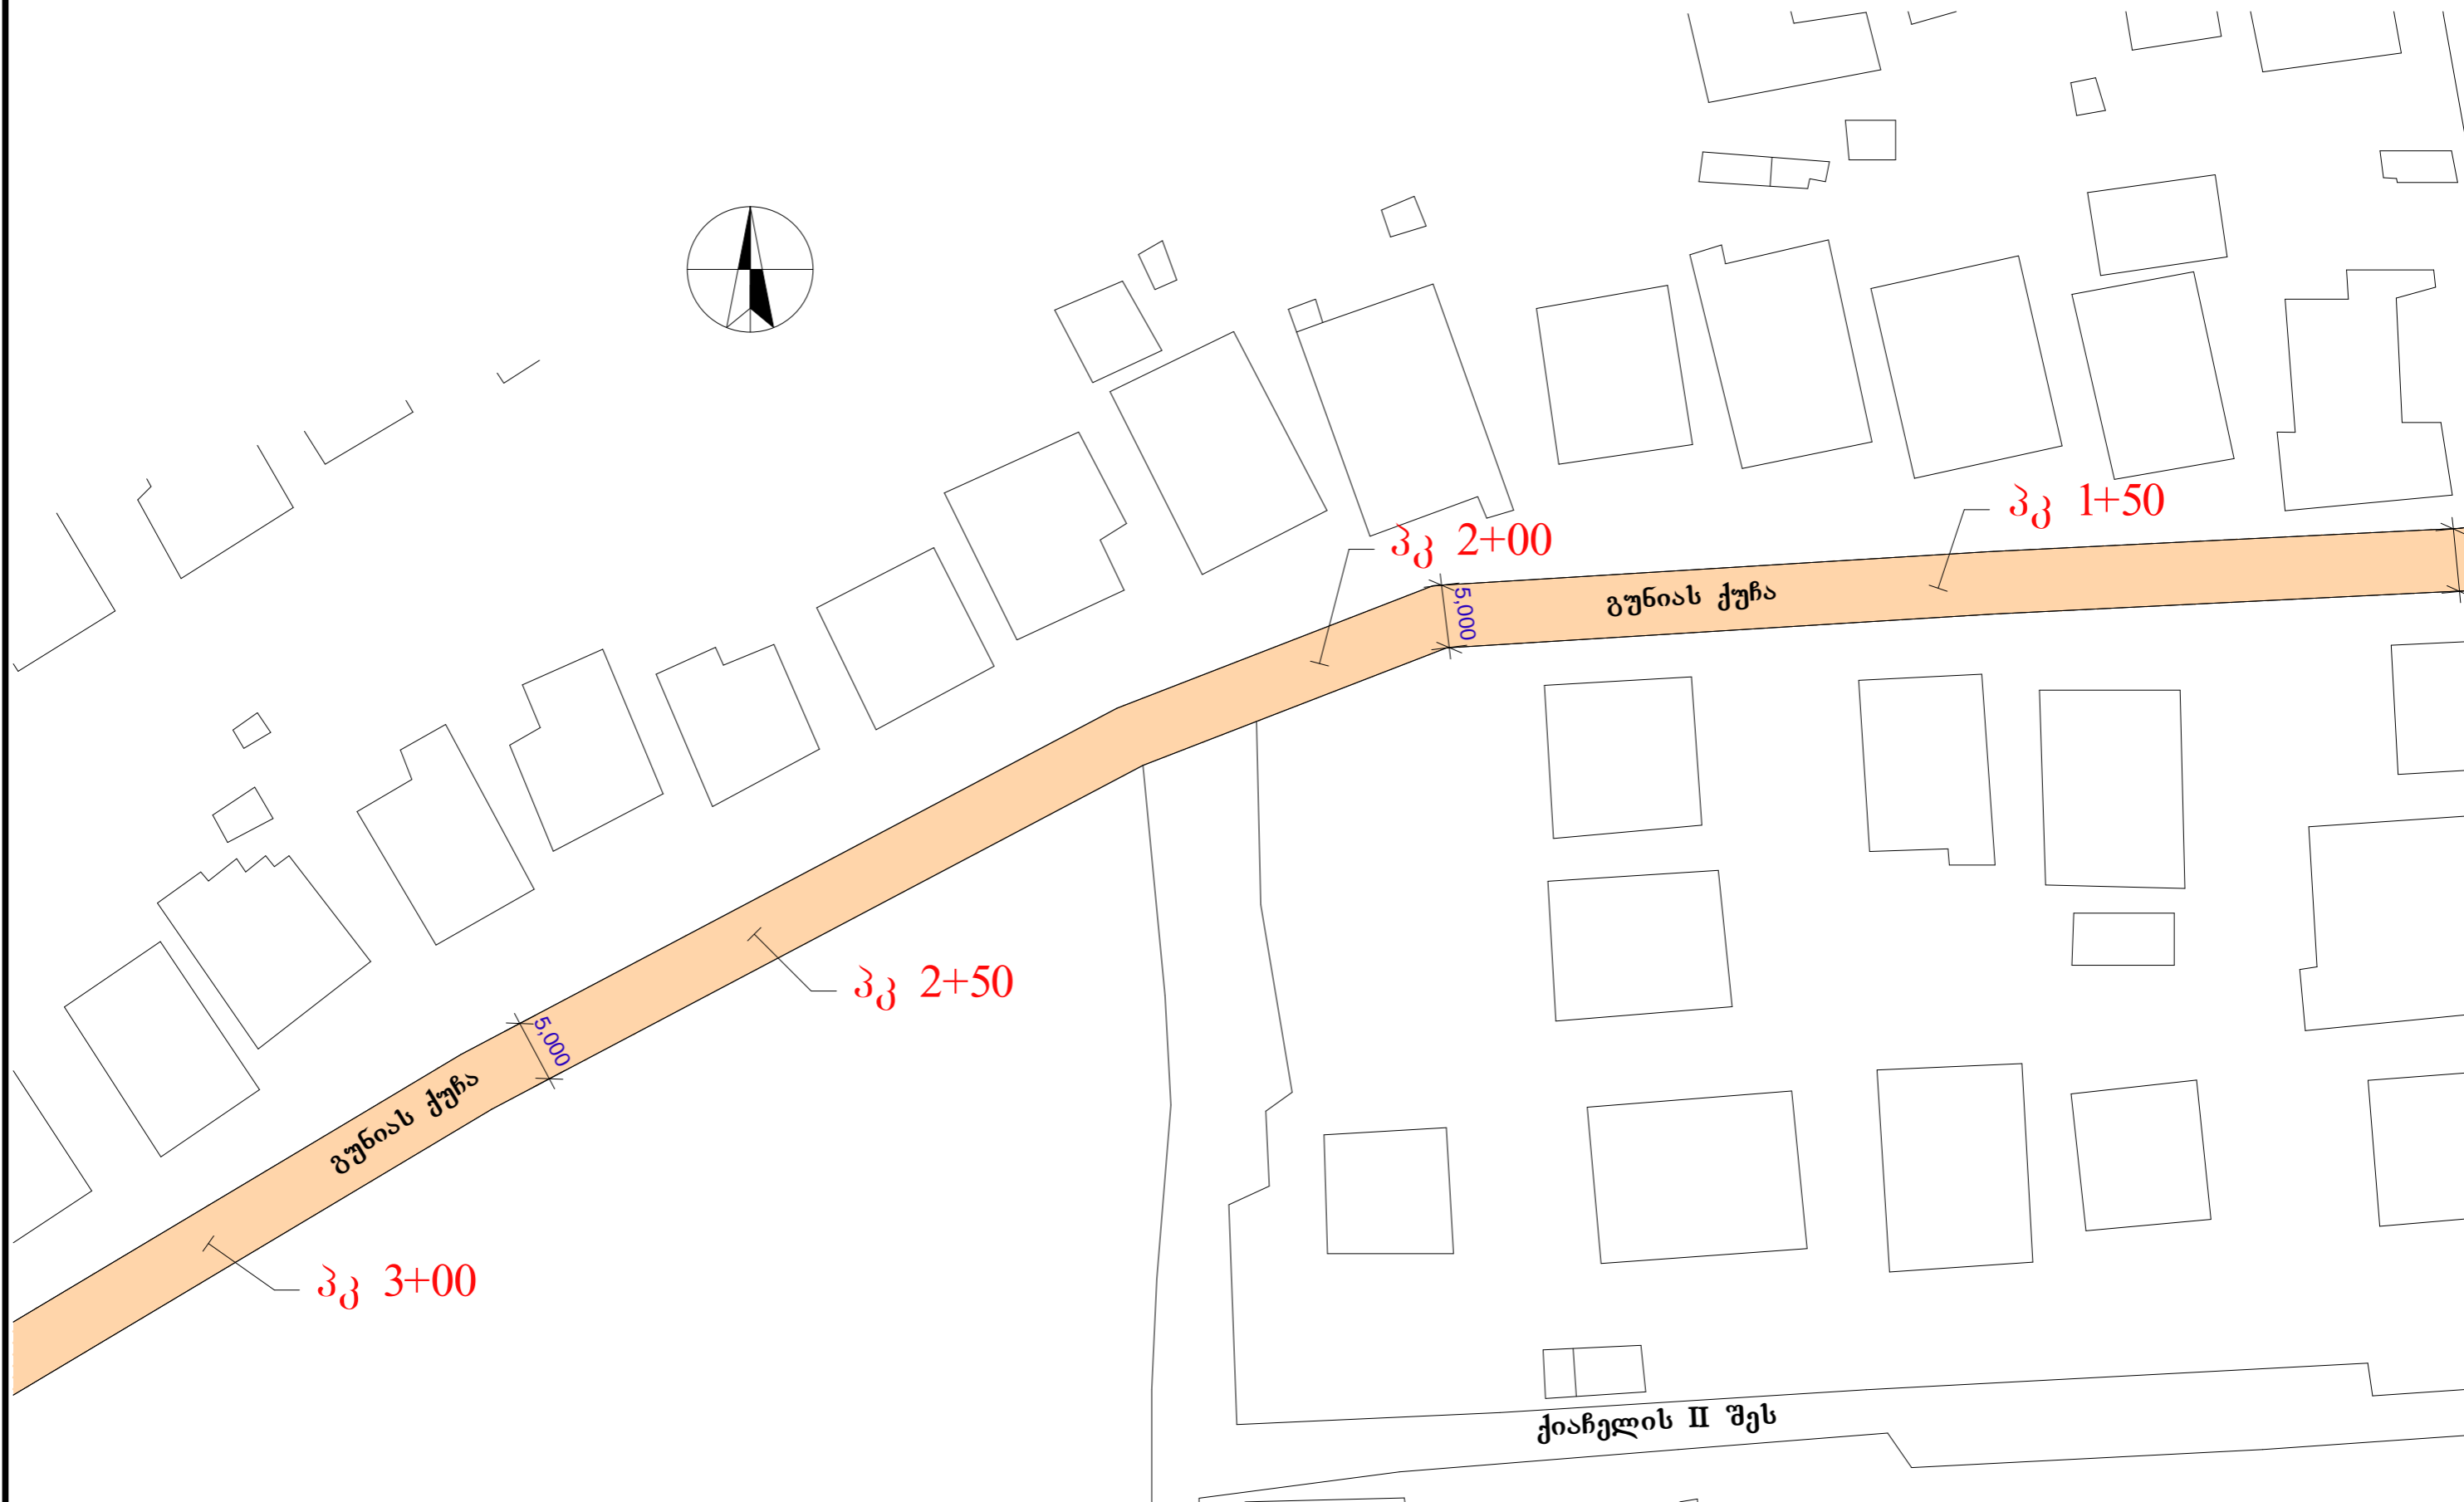 პკ 1+50
პკ 2+00
5,000
გუნიას ქუჩა
პკ 2+50
5,000
გუნიას ქუჩა
პკ 3+00
ქიაჩელის II შეს